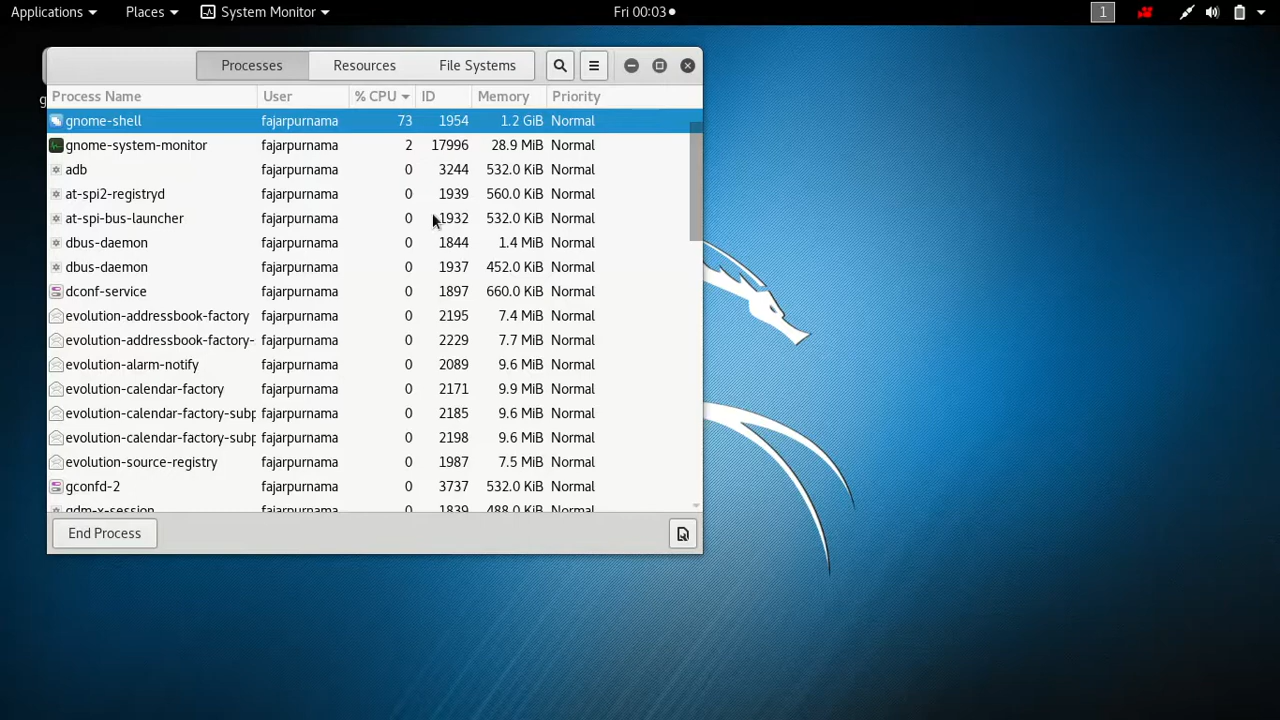 Applications Places System Monitor Fri 00:03 1
Processes Resources File Systems
Process Name User % CPU ID Memory Priority
gnome-shell fajarpurnama 73 1954 1.2 GiB Normal
gnome-system-monitor fajarpurnama 2 17996 28.9 MiB Normal
adb fajarpurnama 0 3244 532.0 KiB Normal
at-spi2-registryd fajarpurnama 0 1939 560.0 KiB Normal
at-spi-bus-launcher fajarpurnama 0 1932 532.0 KiB Normal
dbus-daemon fajarpurnama 0 1844 1.4 MiB Normal
dbus-daemon fajarpurnama 0 1937 452.0 KiB Normal
dconf-service fajarpurnama 0 1897 660.0 KiB Normal
evolution-addressbook-factory fajarpurnama 0 2195 7.4 MiB Normal
evolution-addressbook-factory- fajarpurnama 0 2229 7.7 MiB Normal
evolution-alarm-notify fajarpurnama 0 2089 9.6 MiB Normal
evolution-calendar-factory fajarpurnama 0 2171 9.9 MiB Normal
evolution-calendar-factory-subp fajarpurnama 0 2185 9.6 MiB Normal
evolution-calendar-factory-subp fajarpurnama 0 2198 9.6 MiB Normal
evolution-source-registry fajarpurnama 0 1987 7.5 MiB Normal
gconfd-2 fajarpurnama 0 3737 532.0 KiB Normal
gdm-x-session fajarpurnama 0 1839 488.0 KiB Normal
End Process